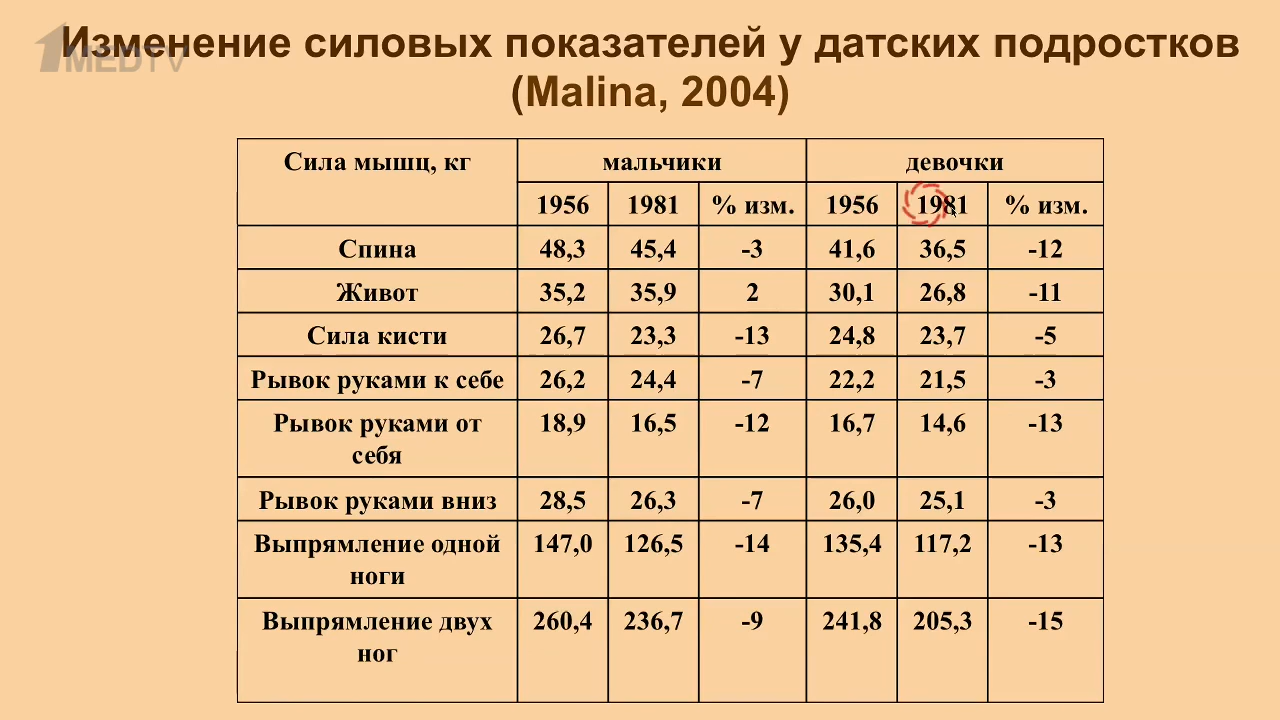 Изменение силовых показателей у датских подростков
(Malina, 2004)
1MEDTV
Сила мышц, кг мальчики девочки
1956 1981 % изм. 1956 1981 % изм.
Спина 48,3 45,4 -3 41,6 36,5 -12
Живот 35,2 35,9 2 30,1 26,8 -11
Сила кисти 26,7 23,3 -13 24,8 23,7 -5
Рывок руками к себе 26,2 24,4 -7 22,2 21,5 -3
Рывок руками от 18,9 16,5 -12 16,7 14,6 -13
себя
Рывок руками вниз 28,5 26,3 -7 26,0 25,1 -3
Выпрямление одной 147,0 126,5 -14 135,4 117,2 -13
ноги
Выпрямление двух 260,4 236,7 -9 241,8 205,3 -15
ног